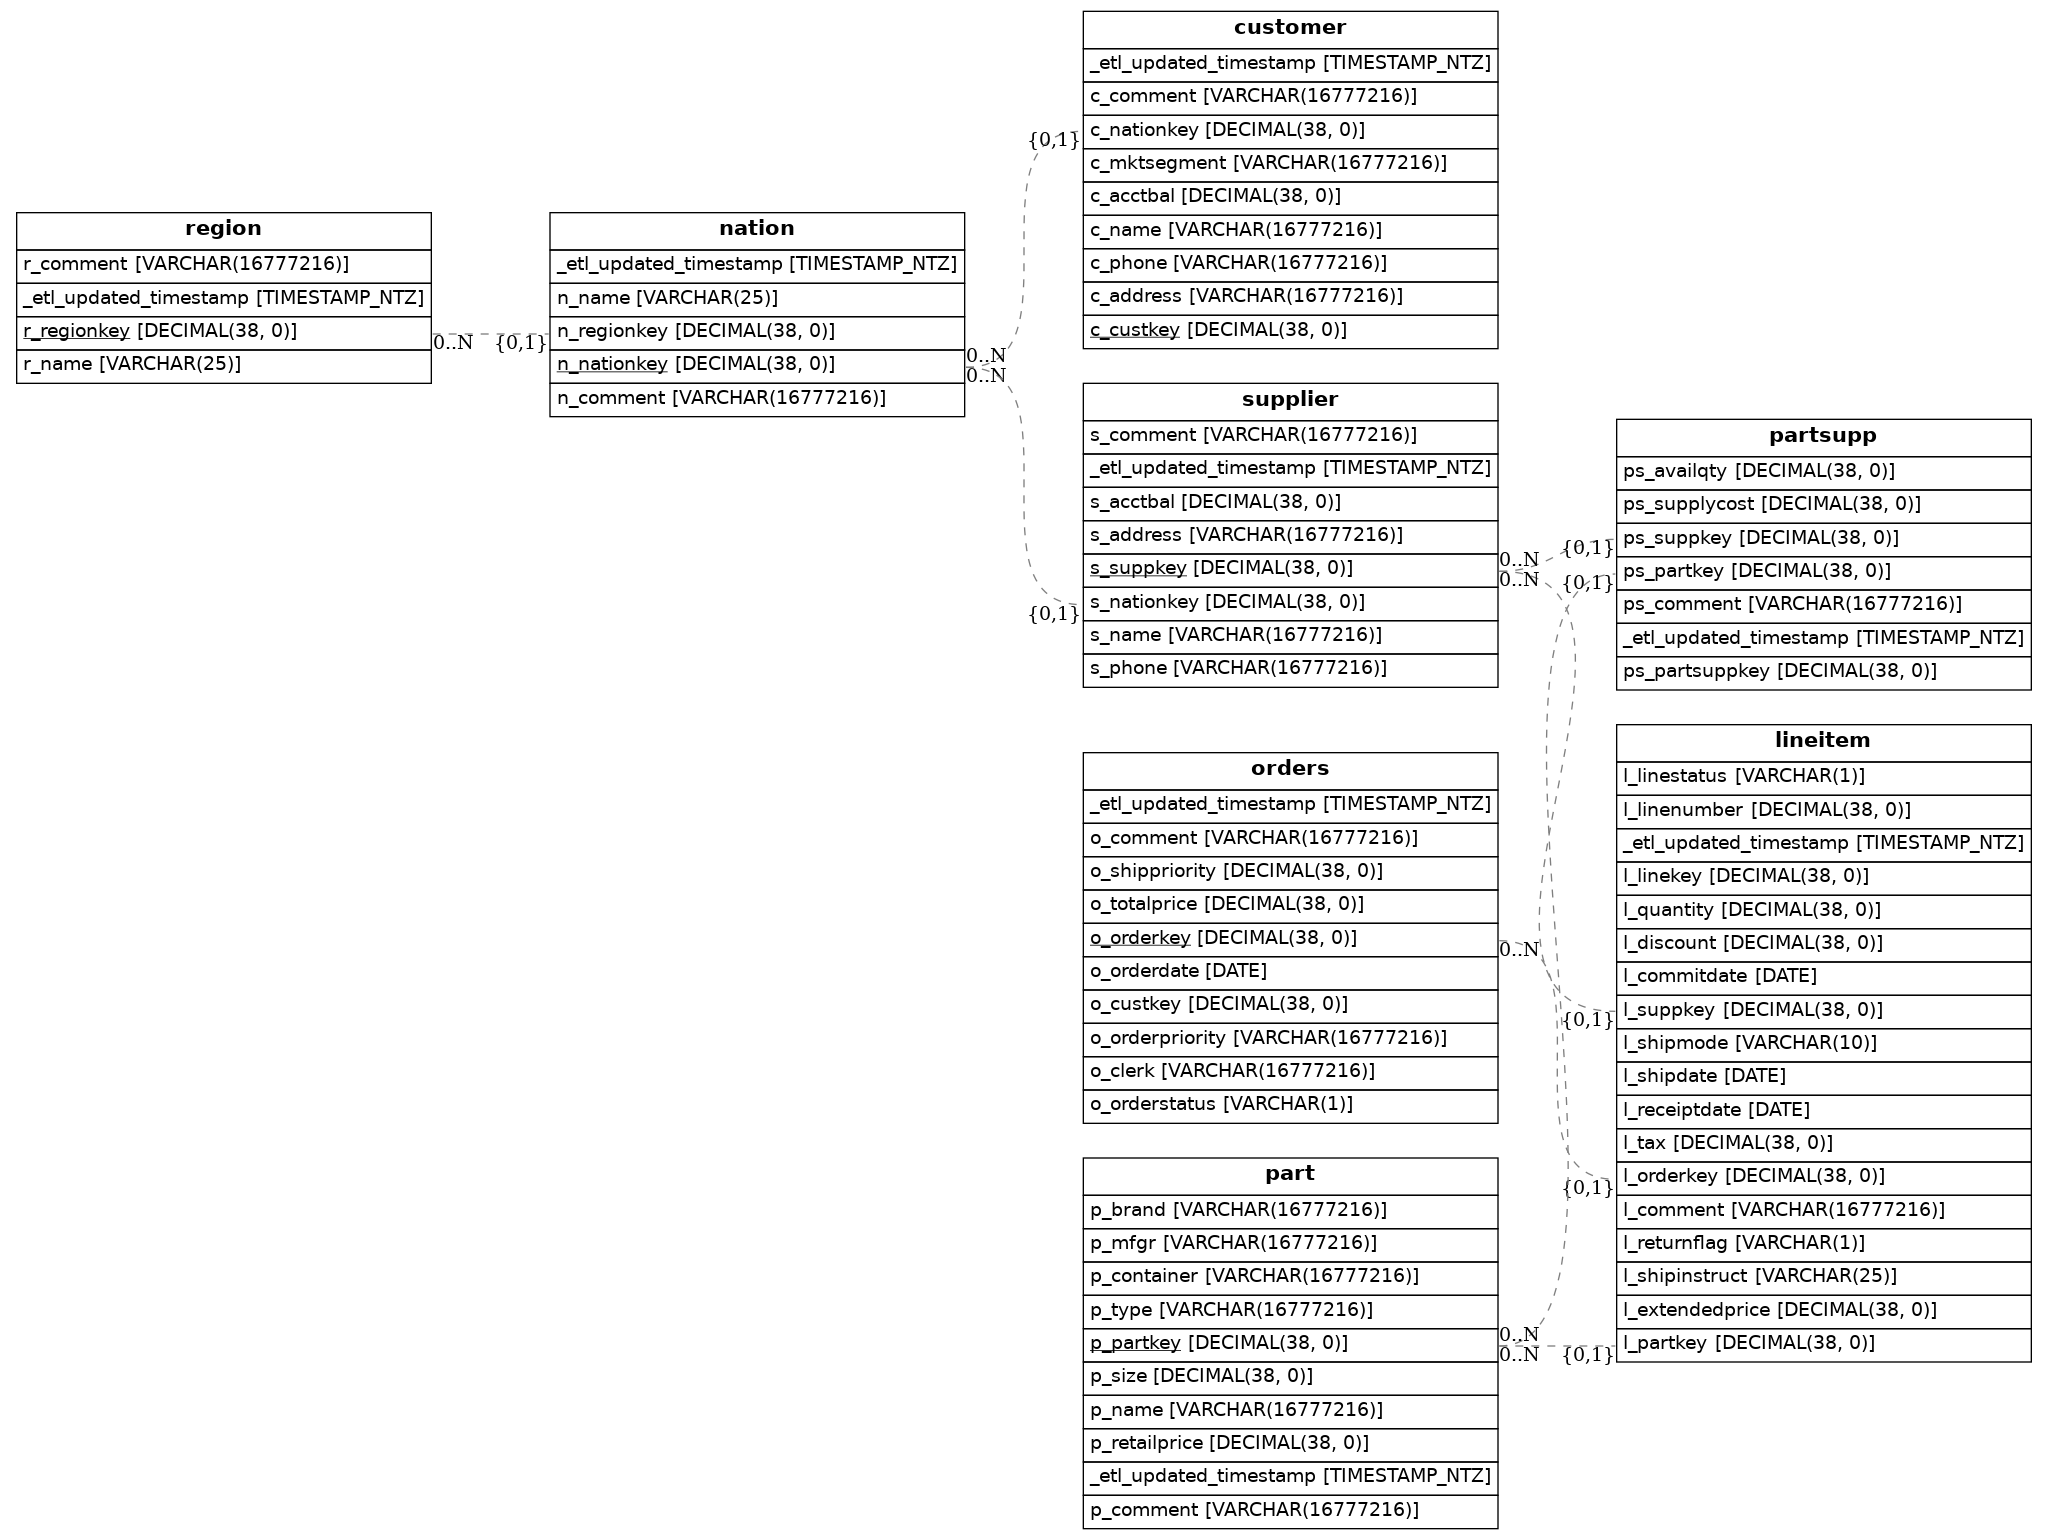 region
r_comment [VARCHAR(16777216)]
_etl_updated_timestamp [TIMESTAMP_NTZ]
r_regionkey [DECIMAL(38, 0)]
r_name [VARCHAR(25)]
0..N
{0,1}
nation
_etl_updated_timestamp [TIMESTAMP_NTZ]
n_name [VARCHAR(25)]
n_regionkey [DECIMAL(38, 0)]
n_nationkey [DECIMAL(38, 0)]
n_comment [VARCHAR(16777216)]
0..N
0..N
{0,1}
{0,1}
customer
_etl_updated_timestamp [TIMESTAMP_NTZ]
c_comment [VARCHAR(16777216)]
c_nationkey [DECIMAL(38, 0)]
c_mktsegment [VARCHAR(16777216)]
c_acctbal [DECIMAL(38, 0)]
c_name [VARCHAR(16777216)]
c_phone [VARCHAR(16777216)]
c_address [VARCHAR(16777216)]
c_custkey [DECIMAL(38, 0)]
supplier
s_comment [VARCHAR(16777216)]
_etl_updated_timestamp [TIMESTAMP_NTZ]
s_acctbal [DECIMAL(38, 0)]
s_address [VARCHAR(16777216)]
s_suppkey [DECIMAL(38, 0)]
s_nationkey [DECIMAL(38, 0)]
s_name [VARCHAR(16777216)]
s_phone [VARCHAR(16777216)]
0..N
0..N
{0,1}
{0,1}
orders
_etl_updated_timestamp [TIMESTAMP_NTZ]
o_comment [VARCHAR(16777216)]
o_shippriority [DECIMAL(38, 0)]
o_totalprice [DECIMAL(38, 0)]
o_orderkey [DECIMAL(38, 0)]
o_orderdate [DATE]
o_custkey [DECIMAL(38, 0)]
o_orderpriority [VARCHAR(16777216)]
o_clerk [VARCHAR(16777216)]
o_orderstatus [VARCHAR(1)]
0..N
{0,1}
{0,1}
part
p_brand [VARCHAR(16777216)]
p_mfgr [VARCHAR(16777216)]
p_container [VARCHAR(16777216)]
p_type [VARCHAR(16777216)]
p_partkey [DECIMAL(38, 0)]
p_size [DECIMAL(38, 0)]
p_name [VARCHAR(16777216)]
p_retailprice [DECIMAL(38, 0)]
_etl_updated_timestamp [TIMESTAMP_NTZ]
p_comment [VARCHAR(16777216)]
0..N
0..N
{0,1}
partsupp
ps_availqty [DECIMAL(38, 0)]
ps_supplycost [DECIMAL(38, 0)]
ps_suppkey [DECIMAL(38, 0)]
ps_partkey [DECIMAL(38, 0)]
ps_comment [VARCHAR(16777216)]
_etl_updated_timestamp [TIMESTAMP_NTZ]
ps_partsuppkey [DECIMAL(38, 0)]
lineitem
l_linestatus [VARCHAR(1)]
l_linenumber [DECIMAL(38, 0)]
_etl_updated_timestamp [TIMESTAMP_NTZ]
l_linekey [DECIMAL(38, 0)]
l_quantity [DECIMAL(38, 0)]
l_discount [DECIMAL(38, 0)]
l_commitdate [DATE]
l_suppkey [DECIMAL(38, 0)]
l_shipmode [VARCHAR(10)]
l_shipdate [DATE]
l_receiptdate [DATE]
l_tax [DECIMAL(38, 0)]
l_orderkey [DECIMAL(38, 0)]
l_comment [VARCHAR(16777216)]
l_returnflag [VARCHAR(1)]
l_shipinstruct [VARCHAR(25)]
l_extendedprice [DECIMAL(38, 0)]
l_partkey [DECIMAL(38, 0)]